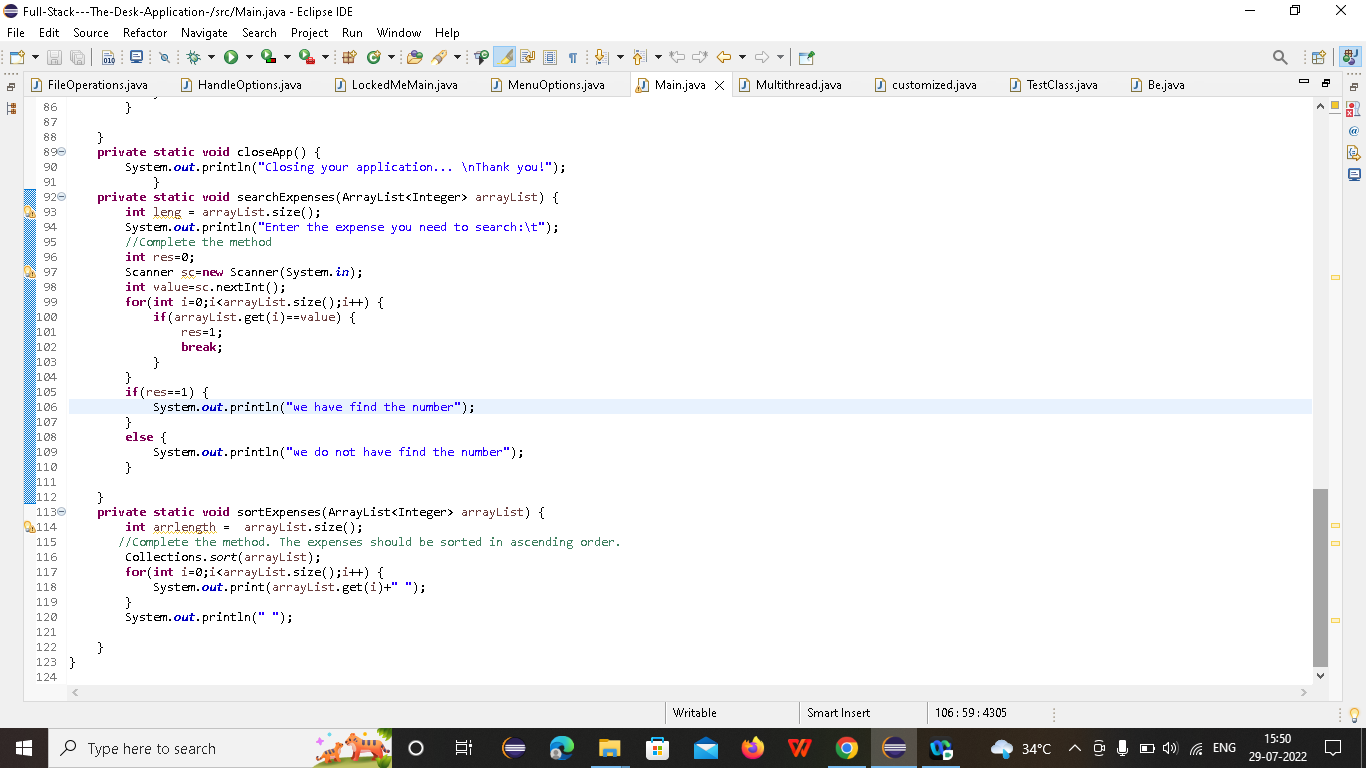 Full-Stack---The-Desk-Application-/src/Main.java - Eclipse IDE
File Edit Source Refactor Navigate Search Project Run Window Help
FileOperations.java HandleOptions.java LockedMeMain.java MenuOptions.java Main.java Multithread.java customized.java TestClass.java Be.java
86 }
87
88 }
89 private static void closeApp() {
90 System.out.println("Closing your application... \nThank you!");
91 }
92 private static void searchExpenses(ArrayList<Integer> arrayList) {
93 int leng = arrayList.size();
94 System.out.println("Enter the expense you need to search:\t");
95 //Complete the method
96 int res=0;
97 Scanner sc=new Scanner(System.in);
98 int value=sc.nextInt();
99 for(int i=0;i<arrayList.size();i++) {
100 if(arrayList.get(i)==value) {
101 res=1;
102 break;
103 }
104 }
105 if(res==1) {
106 System.out.println("we have find the number");
107 }
108 else {
109 System.out.println("we do not have find the number");
110 }
111
112 }
113 private static void sortExpenses(ArrayList<Integer> arrayList) {
114 int arrlength =  arrayList.size();
115 //Complete the method. The expenses should be sorted in ascending order.
116 Collections.sort(arrayList);
117 for(int i=0;i<arrayList.size();i++) {
118 System.out.print(arrayList.get(i)+" ");
119 }
120 System.out.println(" ");
121
122 }
123 }
124
Writable Smart Insert 106 : 59 : 4305
Type here to search 34°C ENG 15:50
29-07-2022